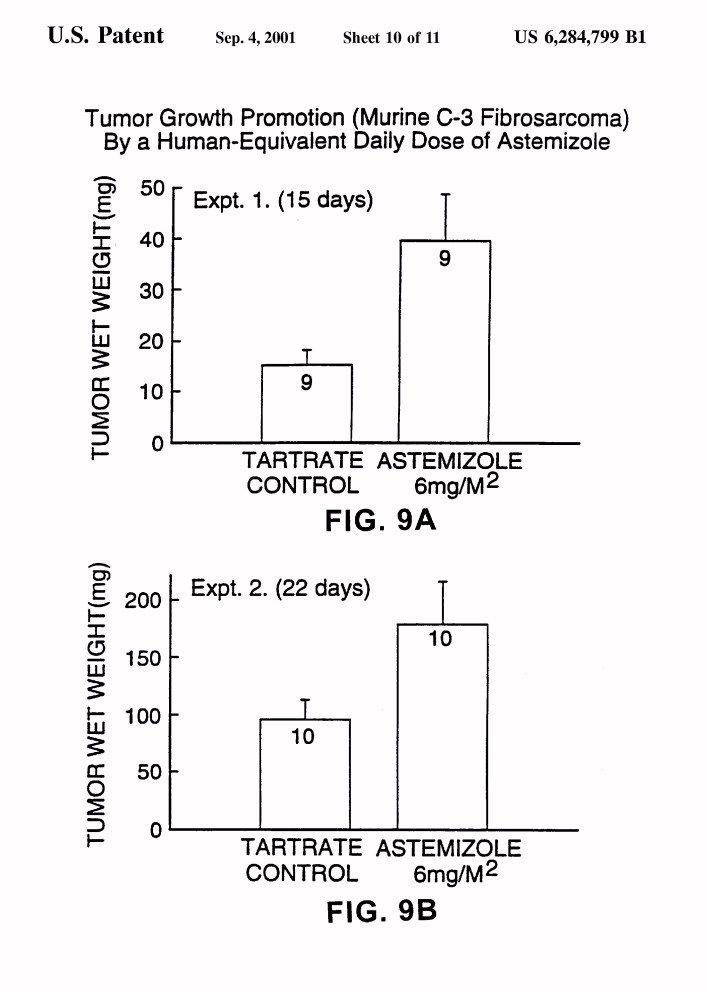 U.S. Patent Sep. 4, 2001 Sheet 10 of 11 US 6,284,799 B1
Tumor Growth Promotion (Murine C-3 Fibrosarcoma)
By a Human-Equivalent Daily Dose of Astemizole
TUMOR WET WEIGHT(mg)
50
40
30
20
10
0
Expt. 1. (15 days)
9
9
TARTRATE ASTEMIZOLE
CONTROL 6mg/M2
FIG. 9A
TUMOR WET WEIGHT(mg)
200
150
100
50
0
Expt. 2. (22 days)
10
10
TARTRATE ASTEMIZOLE
CONTROL 6mg/M2
FIG. 9B